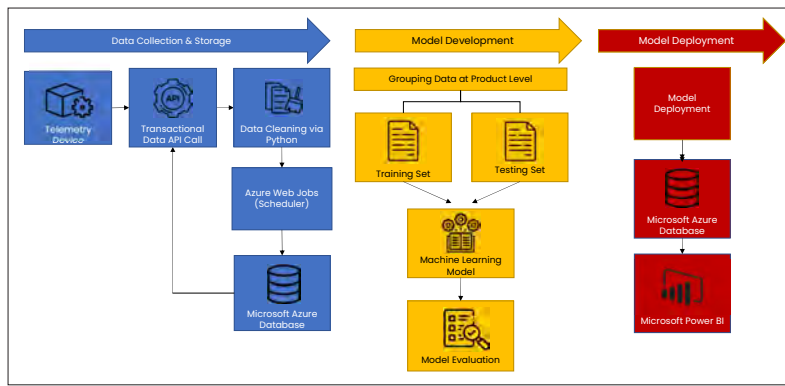 Data Collection & Storage
Model Development
Model Deployment
Telemetry
Device
API
Transactional
Data API Call
Data Cleaning via
Python
Azure Web Jobs
(Scheduler)
Microsoft Azure
Database
Grouping Data at Product Level
Training Set
Testing Set
Machine Learning
Model
Model Evaluation
Model
Deployment
Microsoft Azure
Database
Microsoft Power BI